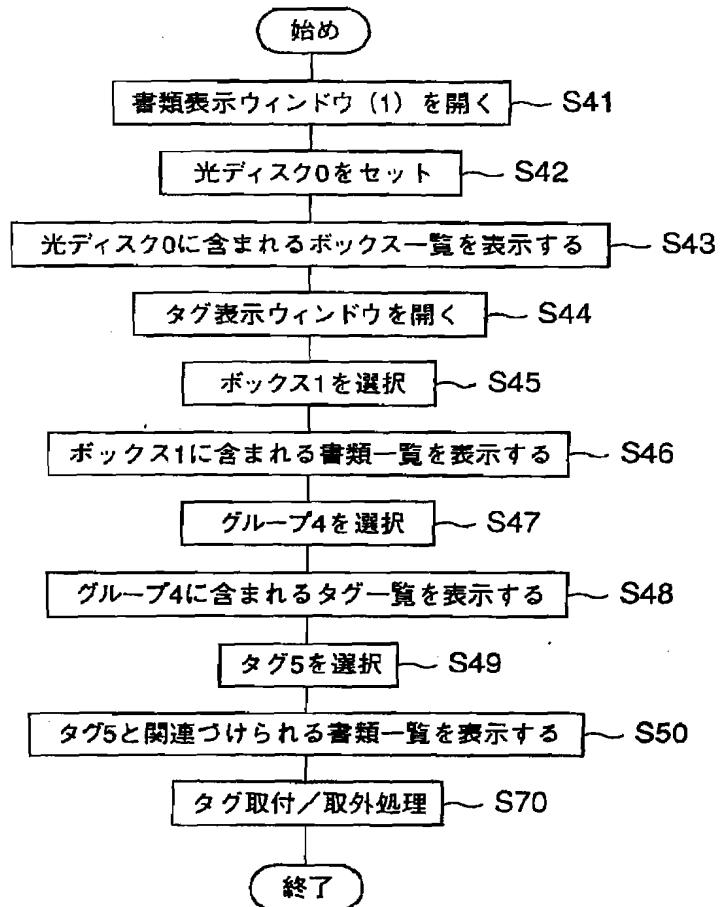 始め
書類表示ウィンドウ（1）を開く S41
光ディスク0をセット S42
光ディスク0に含まれるボックス一覧を表示する S43
タグ表示ウィンドウを開く S44
ボックス1を選択 S45
ボックス1に含まれる書類一覧を表示する S46
グループ4を選択 S47
グループ4に含まれるタグ一覧を表示する S48
タグ5を選択 S49
タグ5と関連づけられる書類一覧を表示する S50
タグ取付／取外処理 S70
終了